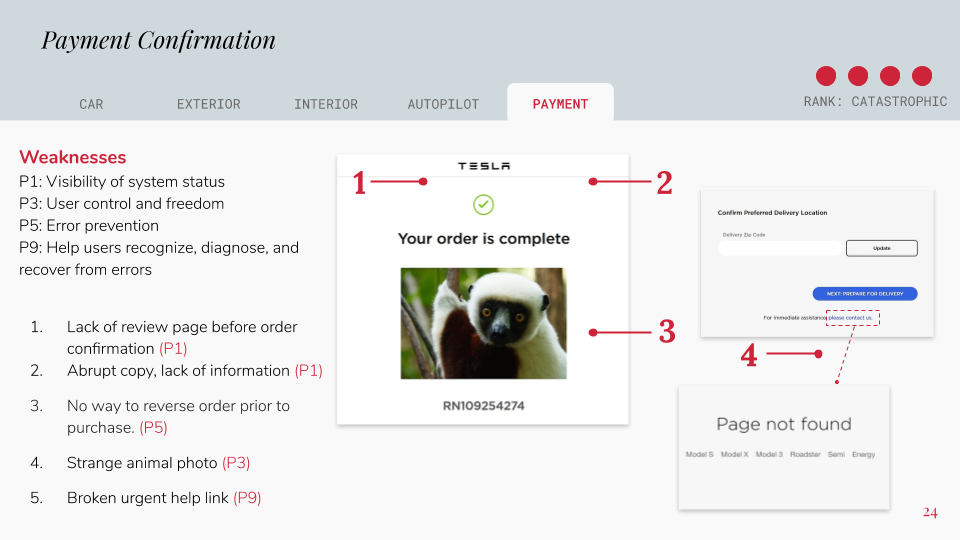 Payment Confirmation
CAR EXTERIOR INTERIOR AUTOPILOT PAYMENT
RANK: CATASTROPHIC
Weaknesses
P1: Visibility of system status
P3: User control and freedom
P5: Error prevention
P9: Help users recognize, diagnose, and
recover from errors
1. Lack of review page before order
confirmation (P1)
2. Abrupt copy, lack of information (P1)
3. No way to reverse order prior to
purchase. (P5)
4. Strange animal photo (P3)
5. Broken urgent help link (P9)
TESLA
1
2
Your order is complete
3
RN109254274
Confirm Preferred Delivery Location
Delivery Zip Code
Update
NEXT: PREPARE FOR DELIVERY
For immediate assistance please contact us.
4
Page not found
Model S Model X Model 3 Roadster Semi Energy
24